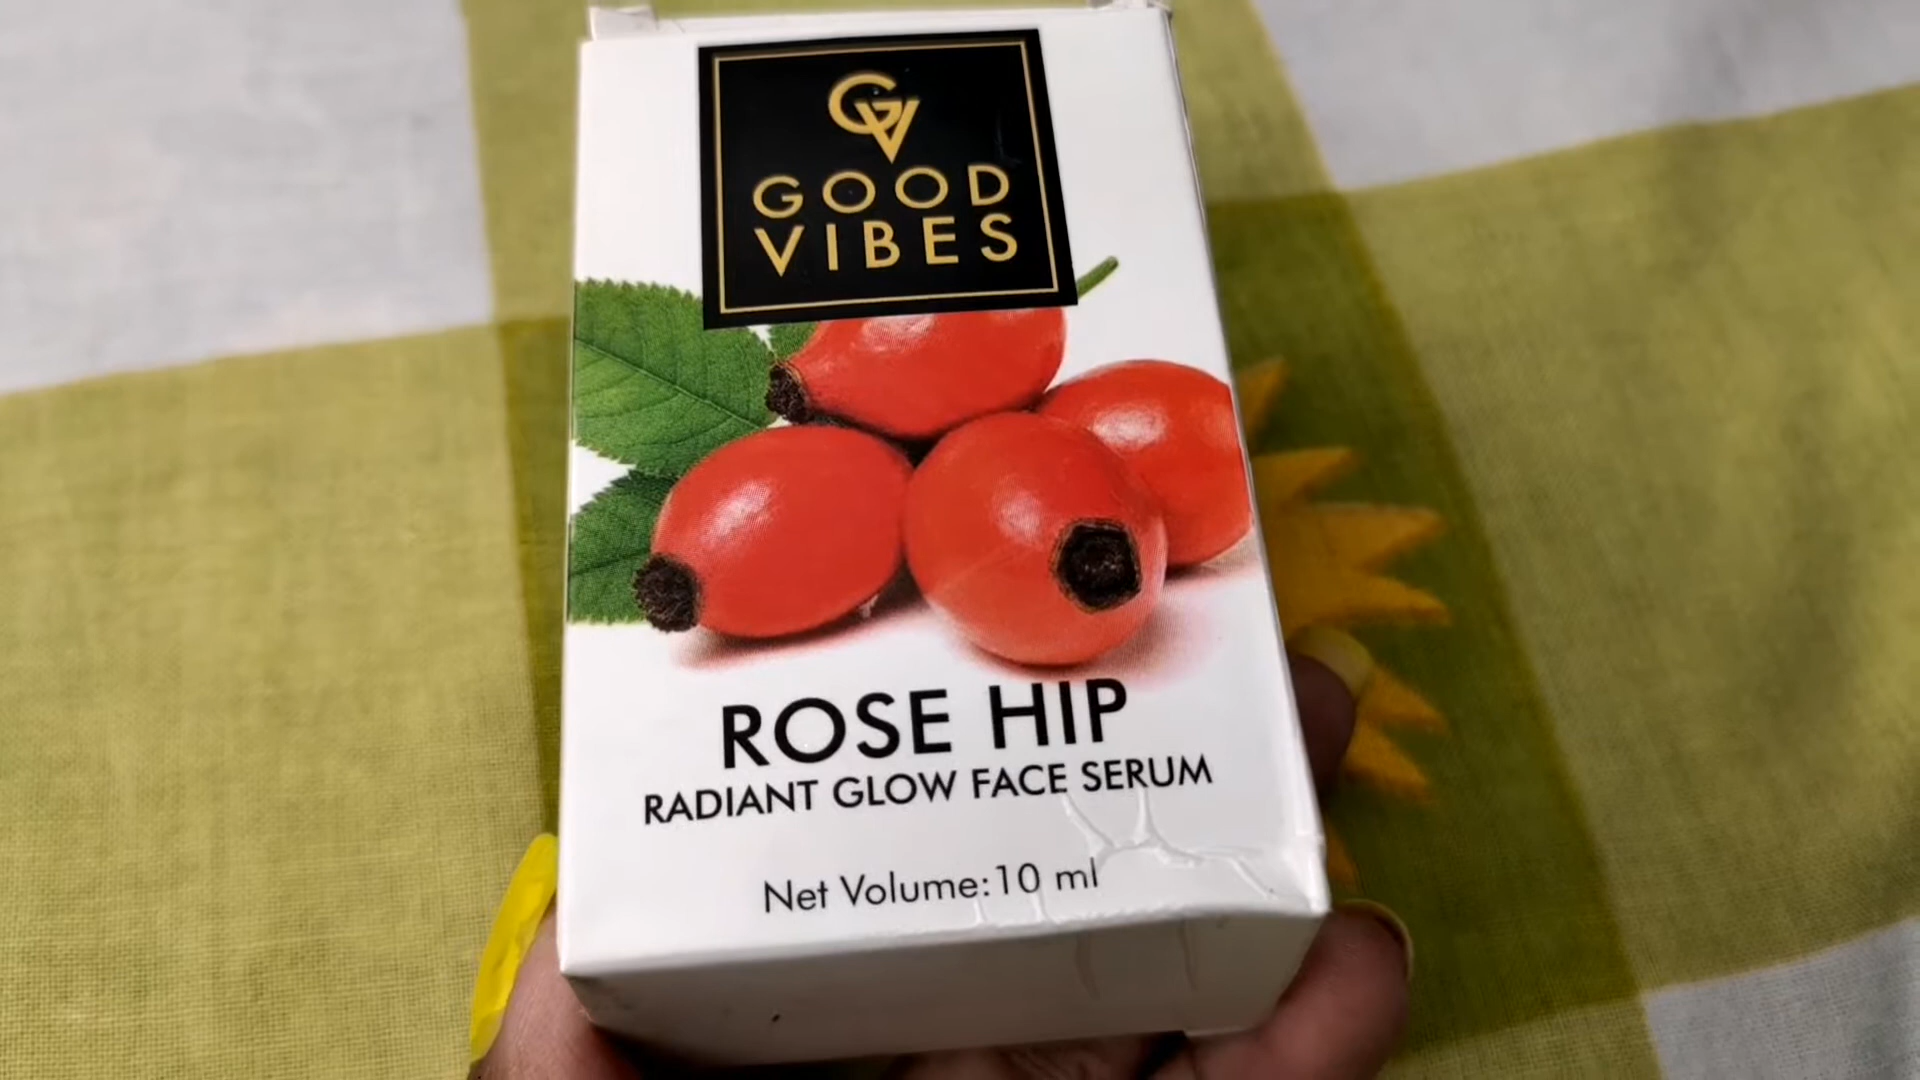 GV
GOOD
VIBES
ROSE HIP
RADIANT GLOW FACE SERUM
Net Volume:10 ml